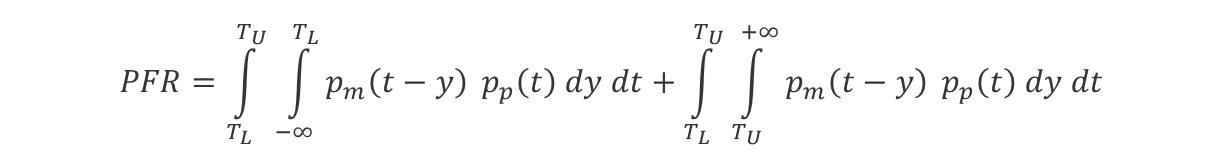 PFR = ∫_{T_L}^{T_U} ∫_{−∞}^{T_L} p_m(t − y) p_p(t) dy dt + ∫_{T_L}^{T_U} ∫_{T_U}^{+∞} p_m(t − y) p_p(t) dy dt